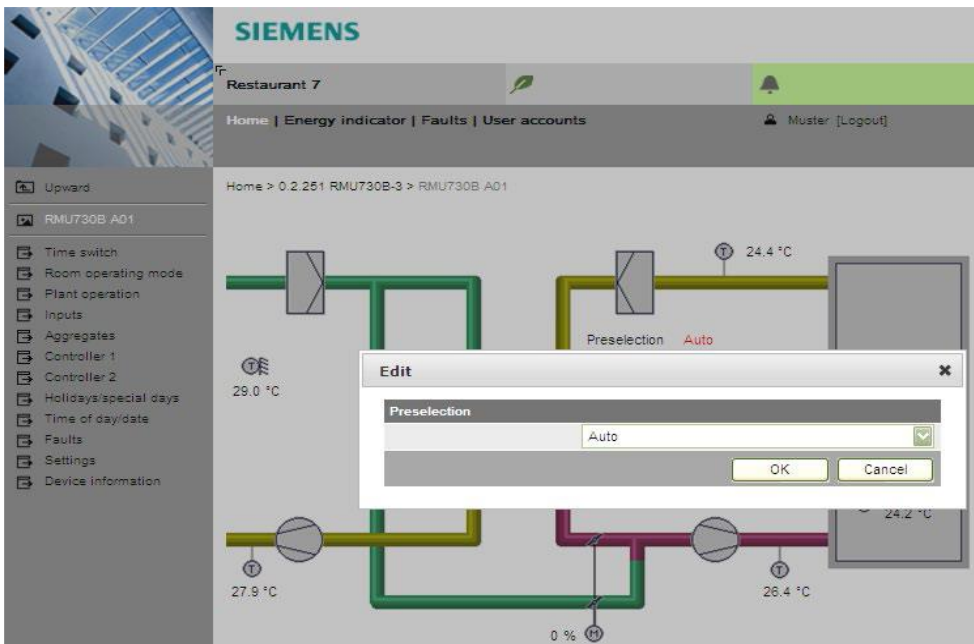 SIEMENS
Restaurant 7
Home | Energy indicator | Faults | User accounts
Muster [Logout]
Upward
Home > 0.2.251 RMU730B-3 > RMU730B A01
RMU730B A01
Time switch
Room operating mode
Plant operation
Inputs
Aggregates
Controller 1
Controller 2
Holidays/special days
Time of day/date
Faults
Settings
Device information
T 24.4 °C
Preselection Auto
T
29.0 °C
Edit
Preselection
Auto
OK Cancel
24.2 °C
T
27.9 °C
T
26.4 °C
0 % M